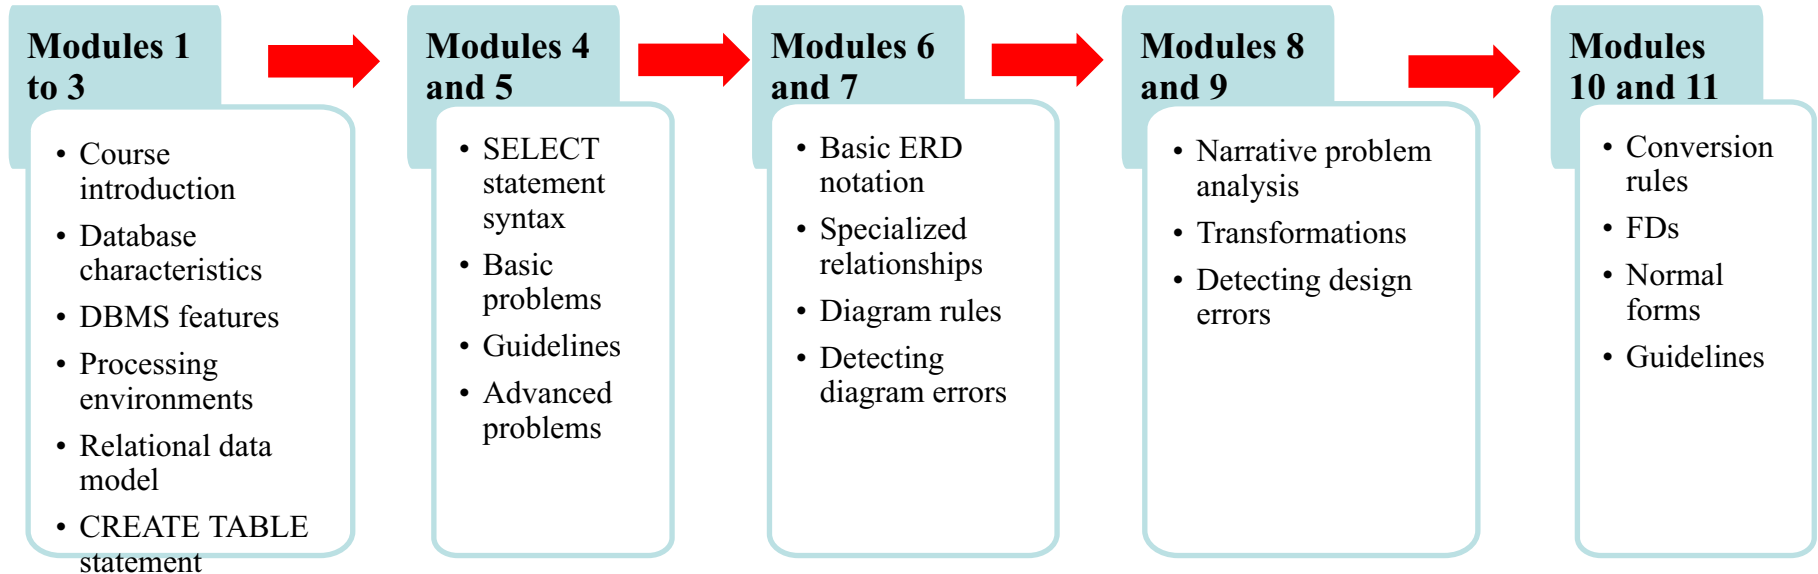 Modules 1
to 3
• Course
introduction
• Database
characteristics
• DBMS features
• Processing
environments
• Relational data
model
• CREATE TABLE
statement
Modules 4
and 5
• SELECT
statement
syntax
• Basic
problems
• Guidelines
• Advanced
problems
Modules 6
and 7
• Basic ERD
notation
• Specialized
relationships
• Diagram rules
• Detecting
diagram errors
Modules 8
and 9
• Narrative problem
analysis
• Transformations
• Detecting design
errors
Modules
10 and 11
• Conversion
rules
• FDs
• Normal
forms
• Guidelines